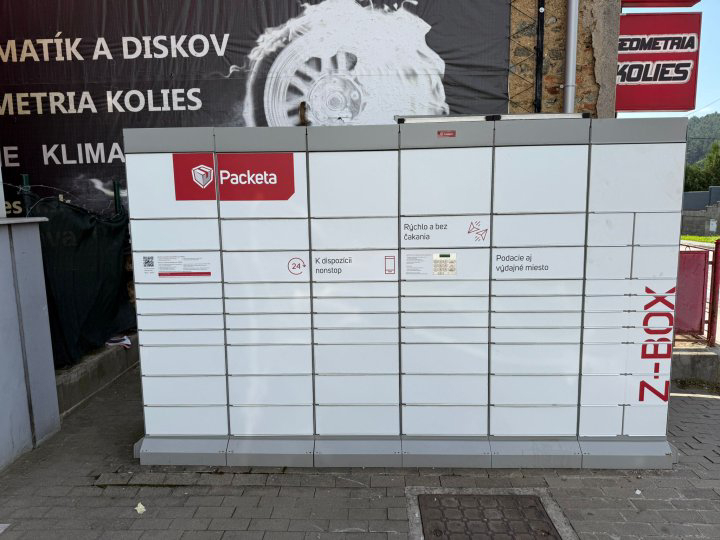 MATÍK A DISKOV
METRIA KOLIES
E KLIMA
GEOMETRIA
KOLIES
Packeta
Rýchlo a bez
čakania
24
K dispozícii
nonstop
Podacie aj
výdajné miesto
Z-BOX